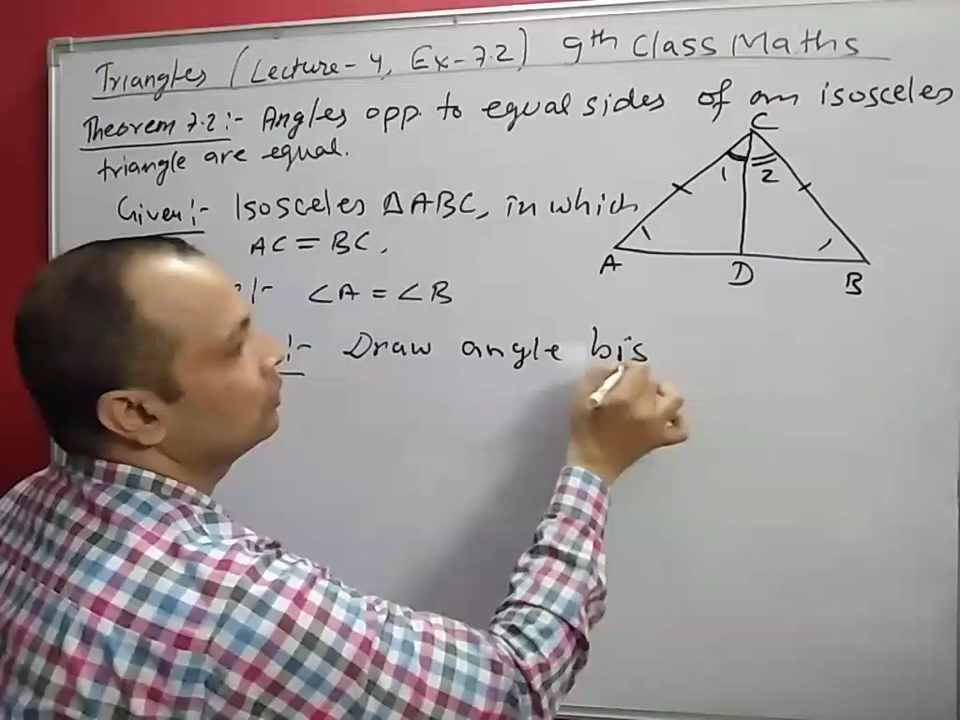 Triangles (Lecture-4, Ex-7.2) 9th Class Maths
Theorem 7.2:- Angles opp. to equal sides of an isosceles
triangle are equal.
Given:- Isosceles ΔABC, in which
AC = BC,
:- ∠A = ∠B
:- Draw angle bis
C
1 2
A D B